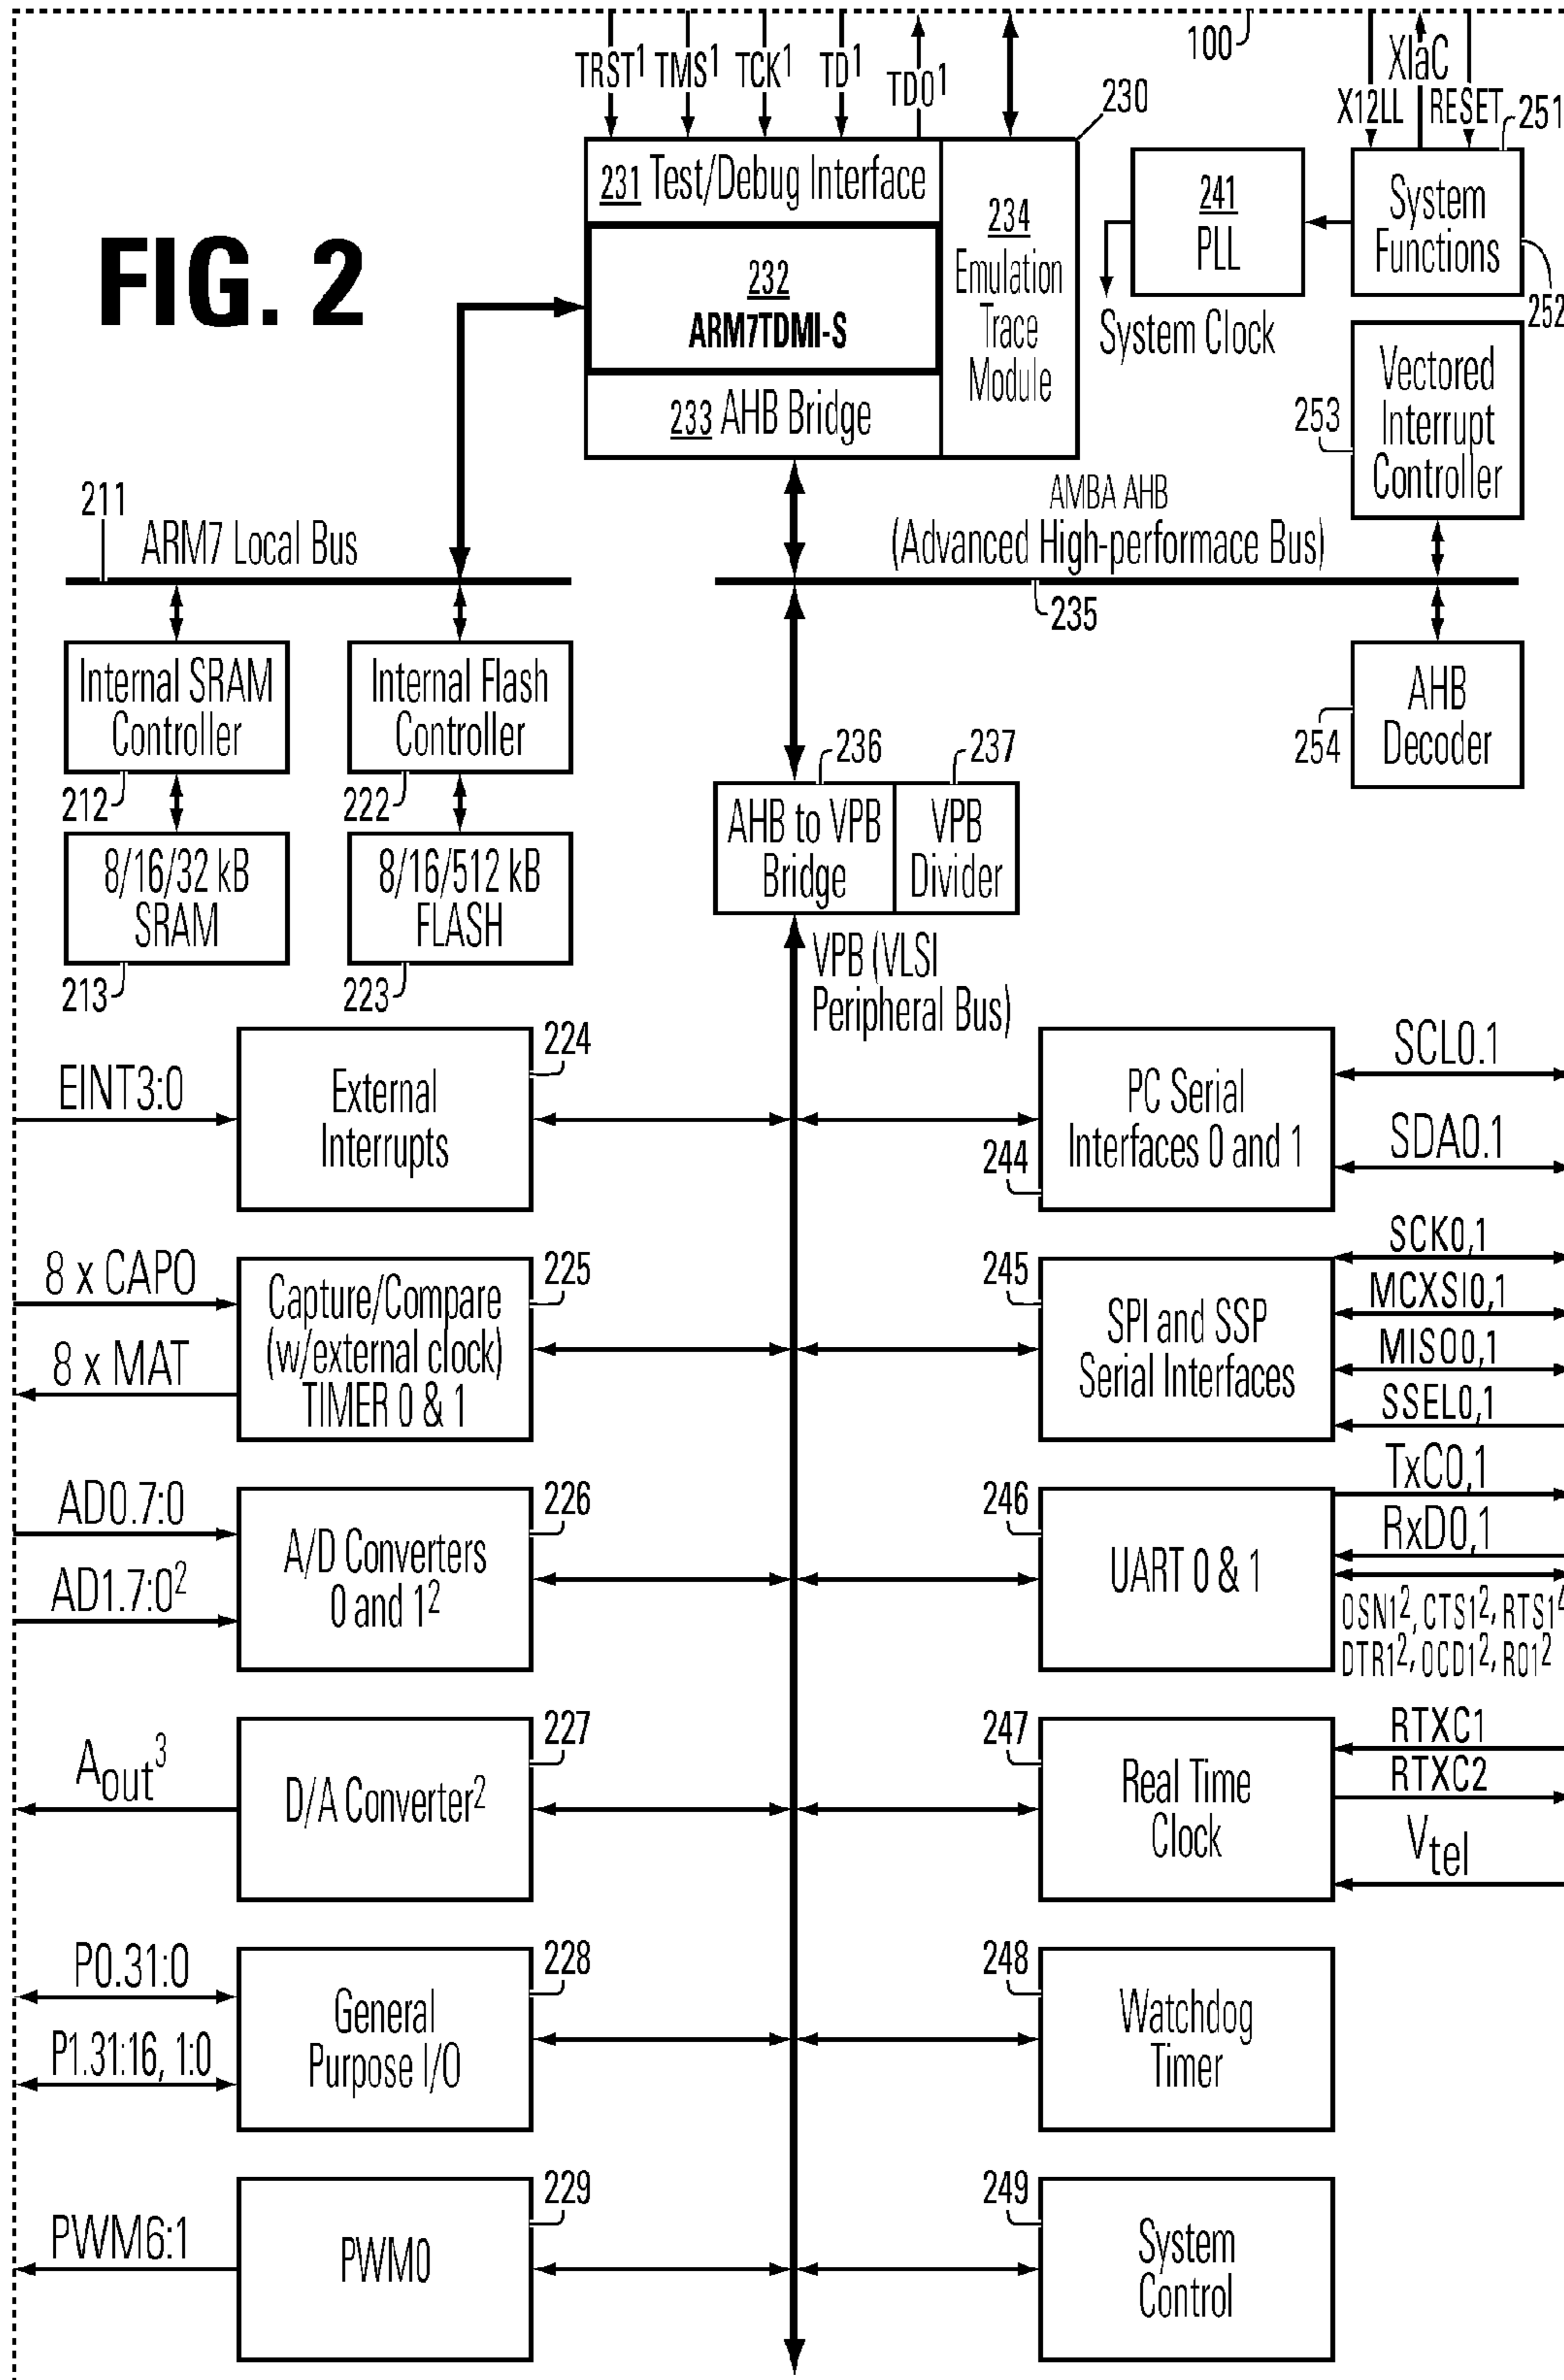 TRST¹ TMS¹ TCK¹ TD¹ TDO¹
100
X12LL XIaC RESET
230
251
231 Test/Debug Interface
232
ARM7TDMI-S
233 AHB Bridge
234
Emulation
Trace
Module
241
PLL
System Clock
System
Functions
252
FIG. 2
253
Vectored
Interrupt
Controller
211
ARM7 Local Bus
AMBA AHB
(Advanced High-performace Bus)
235
Internal SRAM
Controller
212
Internal Flash
Controller
222
254
AHB
Decoder
8/16/32 kB
SRAM
213
8/16/512 kB
FLASH
223
236
AHB to VPB
Bridge
237
VPB
Divider
VPB (VLSI
Peripheral Bus)
EINT3:0
External
Interrupts
224
PC Serial
Interfaces 0 and 1
244
SCL0.1
SDA0.1
8 x CAPO
8 x MAT
Capture/Compare
(w/external clock)
TIMER 0 & 1
225
245
SPI and SSP
Serial Interfaces
SCK0,1
MCXSI0,1
MISO0,1
SSEL0,1
AD0.7:0
AD1.7:0²
A/D Converters
0 and 1²
226
246
UART 0 & 1
TxC0,1
RxD0,1
OSN1², CTS1², RTS1⁴
DTR1², OCD1², RO1²
Aout³
D/A Converter²
227
247
Real Time
Clock
RTXC1
RTXC2
Vtel
P0.31:0
P1.31:16, 1:0
General
Purpose I/O
228
248
Watchdog
Timer
PWM6:1
PWM0
229
249
System
Control